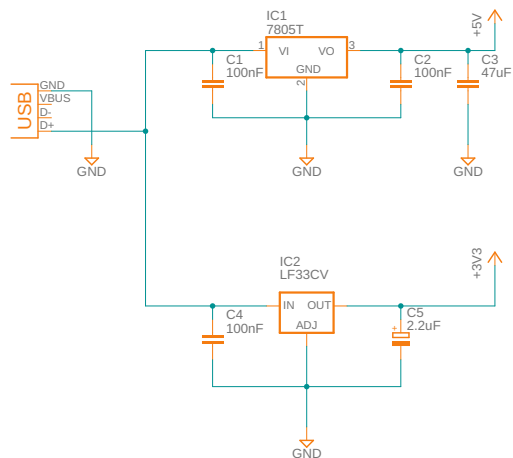 IC1
7805T
+5V
1
VI
VO
3
GND
2
C1
100nF
C2
100nF
C3
47uF
USB
GND
VBUS
D-
D+
GND
GND
GND
IC2
LF33CV
+3V3
IN
OUT
ADJ
C4
100nF
C5
2.2uF
+
GND